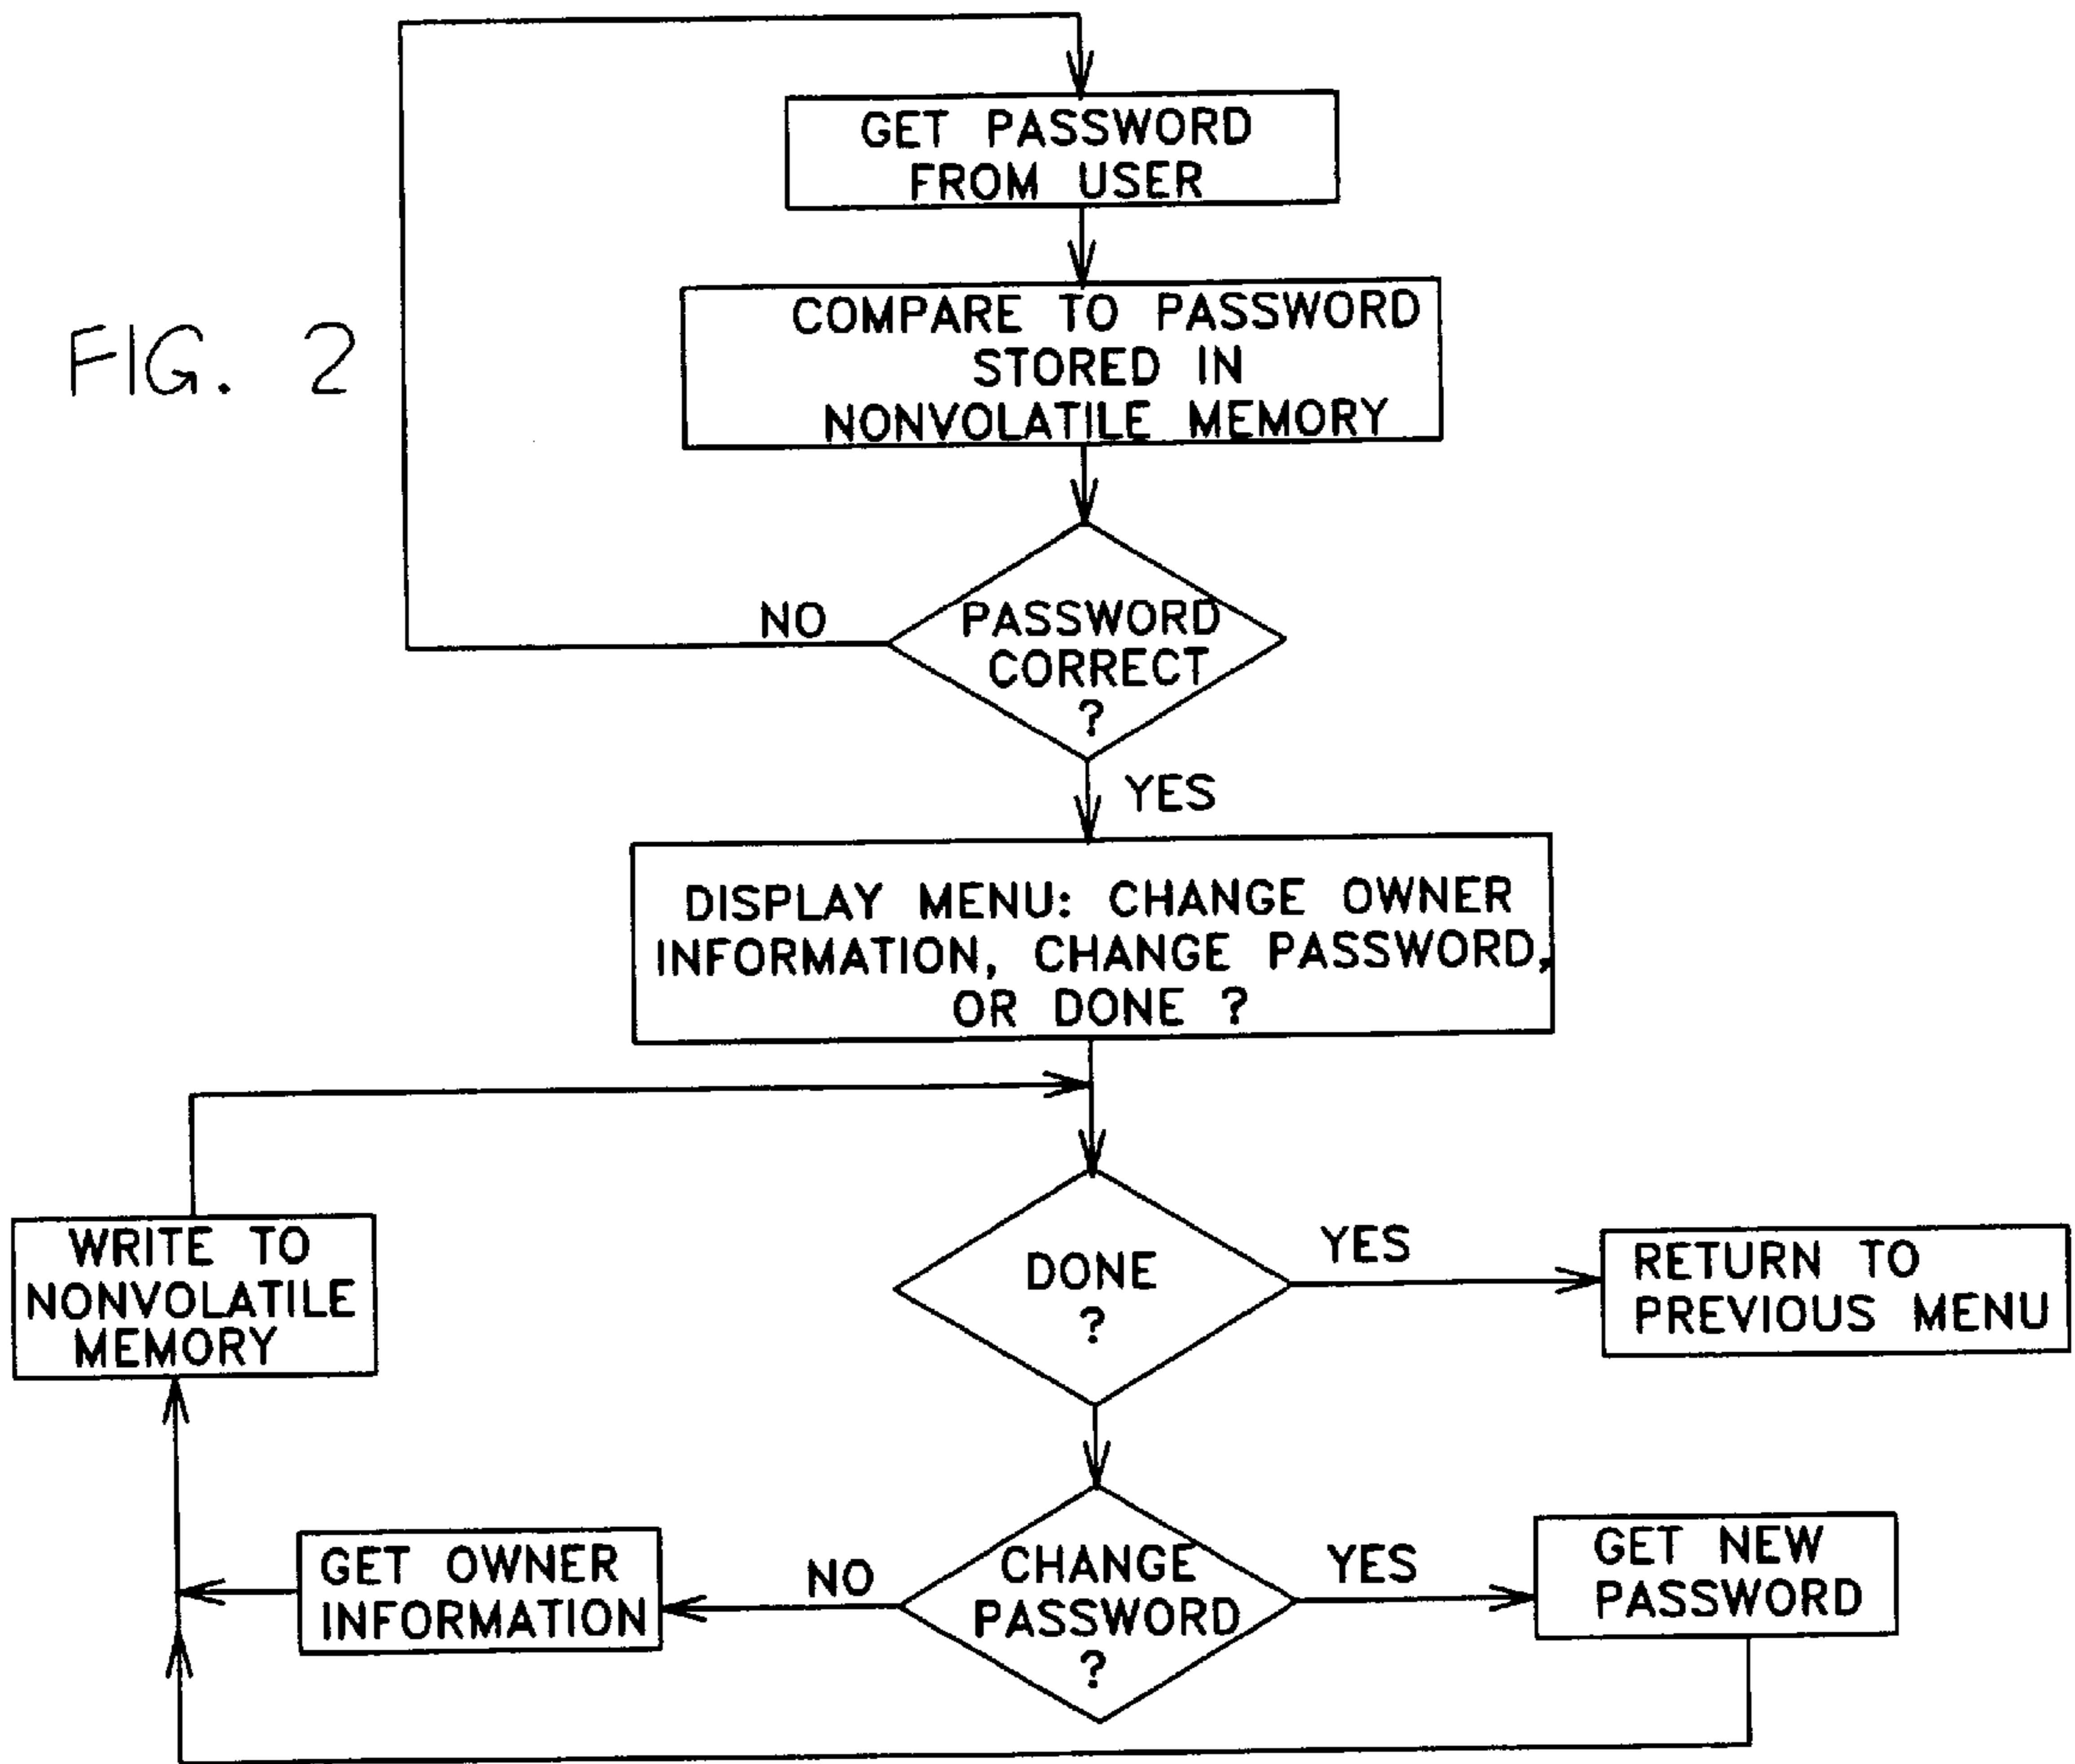 GET PASSWORD
FROM USER
FIG. 2
COMPARE TO PASSWORD
STORED IN
NONVOLATILE MEMORY
NO
PASSWORD
CORRECT
?
YES
DISPLAY MENU: CHANGE OWNER
INFORMATION, CHANGE PASSWORD,
OR DONE ?
WRITE TO
NONVOLATILE
MEMORY
DONE
?
YES
RETURN TO
PREVIOUS MENU
GET OWNER
INFORMATION
NO
CHANGE
PASSWORD
?
YES
GET NEW
PASSWORD